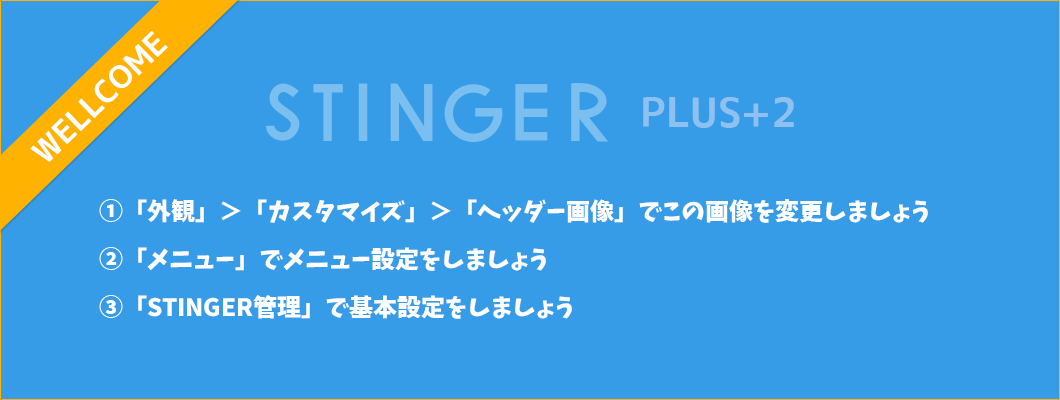 WELLCOME
STINGER PLUS+2
①「外観」＞「カスタマイズ」＞「ヘッダー画像」でこの画像を変更しましょう
②「メニュー」でメニュー設定をしましょう
③「STINGER管理」で基本設定をしましょう